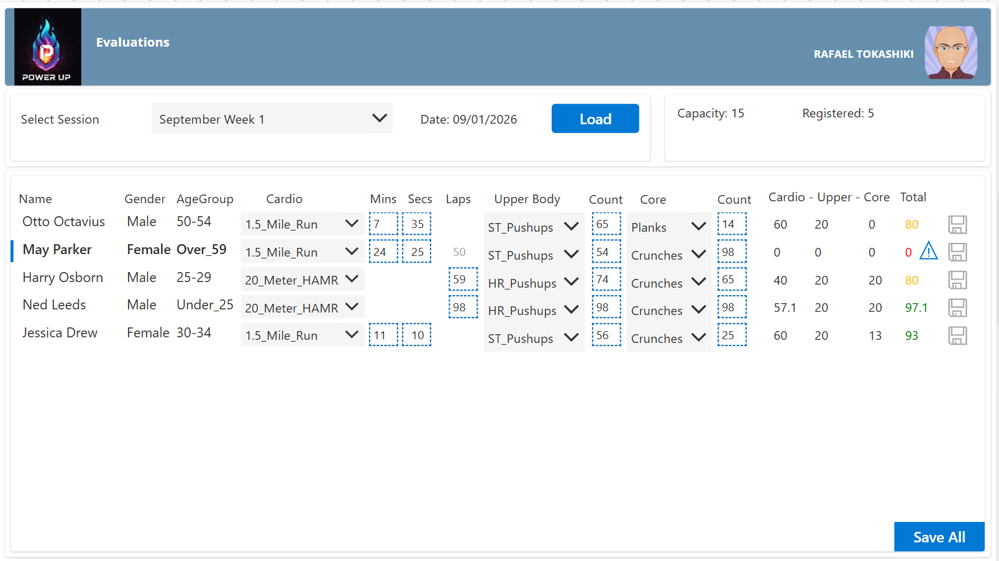 Evaluations
RAFAEL TOKASHIKI
POWER UP
Select Session September Week 1 Date: 09/01/2026 Load Capacity: 15 Registered: 5
Name Gender AgeGroup Cardio Mins Secs Laps Upper Body Count Core Count Cardio - Upper - Core Total
Otto Octavius Male 50-54 1.5_Mile_Run 7 35 ST_Pushups 65 Planks 14 60 20 0 80
May Parker Female Over_59 1.5_Mile_Run 24 25 50 ST_Pushups 54 Crunches 98 0 0 0 0
Harry Osborn Male 25-29 20_Meter_HAMR 59 HR_Pushups 74 Crunches 65 40 20 20 80
Ned Leeds Male Under_25 20_Meter_HAMR 98 HR_Pushups 98 Crunches 98 57.1 20 20 97.1
Jessica Drew Female 30-34 1.5_Mile_Run 11 10 ST_Pushups 56 Crunches 25 60 20 13 93
Save All